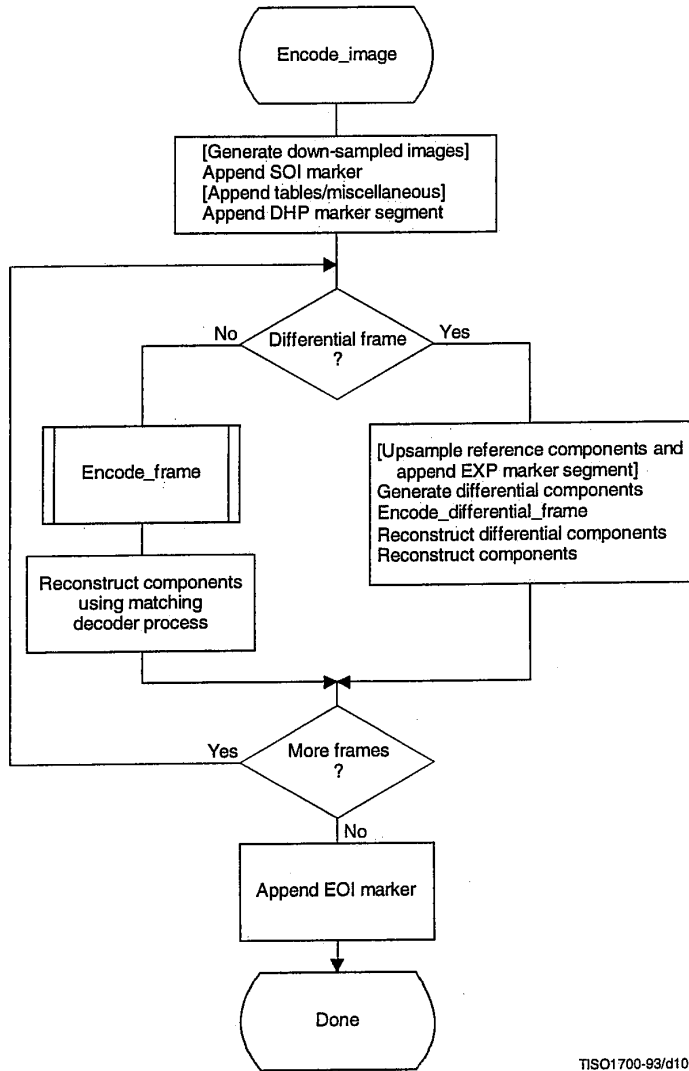 Encode_image
[Generate down-sampled images]
Append SOI marker
[Append tables/miscellaneous]
Append DHP marker segment
No
Differential frame
?
Yes
Encode_frame
[Upsample reference components and
append EXP marker segment]
Generate differential components
Encode_differential_frame
Reconstruct differential components
Reconstruct components
Reconstruct components
using matching
decoder process
Yes
More frames
?
No
Append EOI marker
Done
TISO1700-93/d10